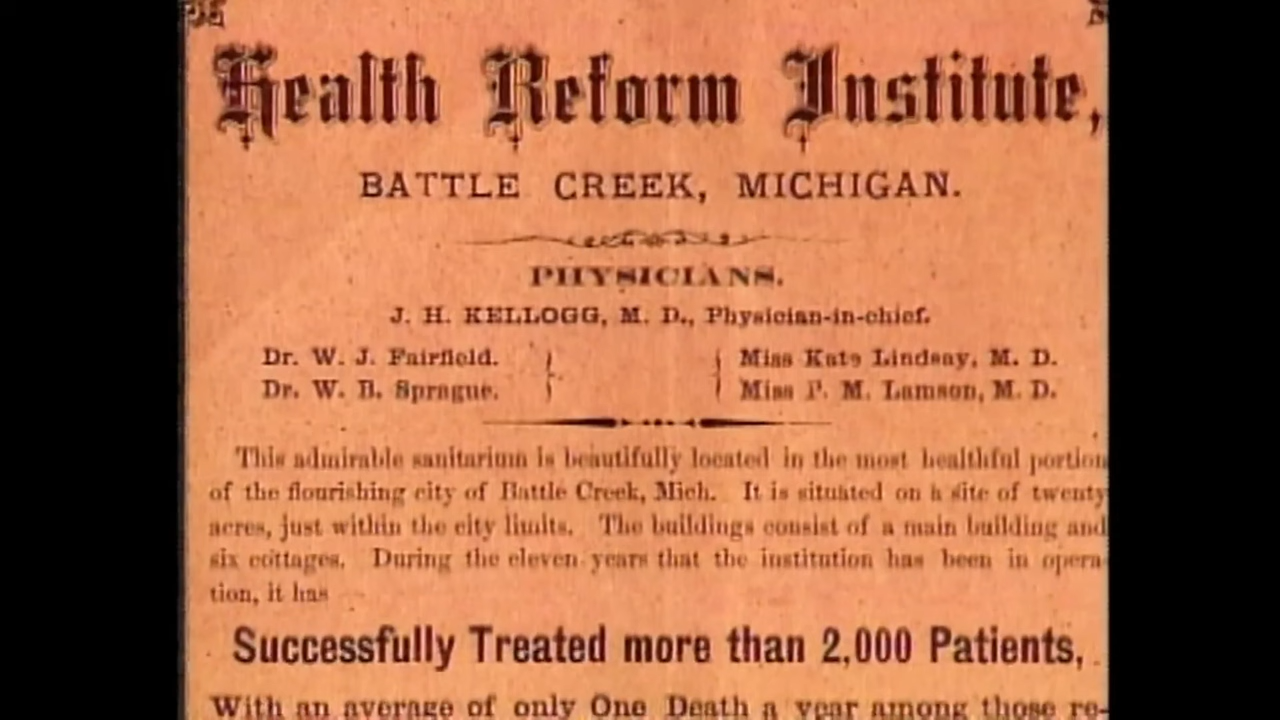 Health Reform Institute,
BATTLE CREEK, MICHIGAN.
PHYSICIANS.
J. H. KELLOGG, M. D., Physician-in-chief.
Dr. W. J. Fairfield. Miss Kate Lindsay, M. D.
Dr. W. B. Sprague. Miss P. M. Lamson, M. D.
This admirable sanitarium is beautifully located in the most healthful portion
of the flourishing city of Battle Creek, Mich. It is situated on a site of twenty
acres, just within the city limits. The buildings consist of a main building and
six cottages. During the eleven years that the institution has been in opera-
tion, it has
Successfully Treated more than 2,000 Patients,
With an average of only One Death a year among those re-